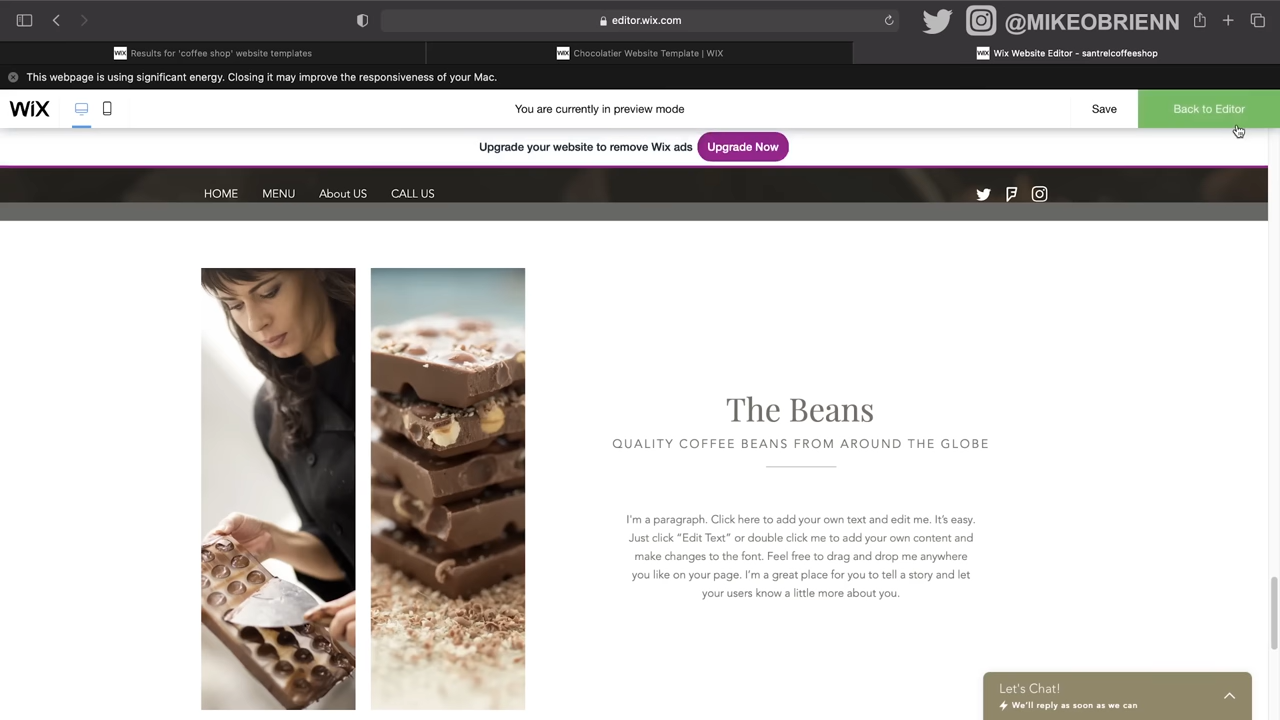 editor.wix.com
@MIKEOBRIENN
WiX Results for 'coffee shop' website templates
WiX Chocolatier Website Template | WIX
WiX Wix Website Editor - santrelcoffeeshop
This webpage is using significant energy. Closing it may improve the responsiveness of your Mac.
WiX
You are currently in preview mode
Save
Back to Editor
Upgrade your website to remove Wix ads
Upgrade Now
HOME
MENU
About US
CALL US
The Beans
QUALITY COFFEE BEANS FROM AROUND THE GLOBE
I'm a paragraph. Click here to add your own text and edit me. It's easy.
Just click “Edit Text” or double click me to add your own content and
make changes to the font. Feel free to drag and drop me anywhere
you like on your page. I'm a great place for you to tell a story and let
your users know a little more about you.
Let's Chat!
We'll reply as soon as we can